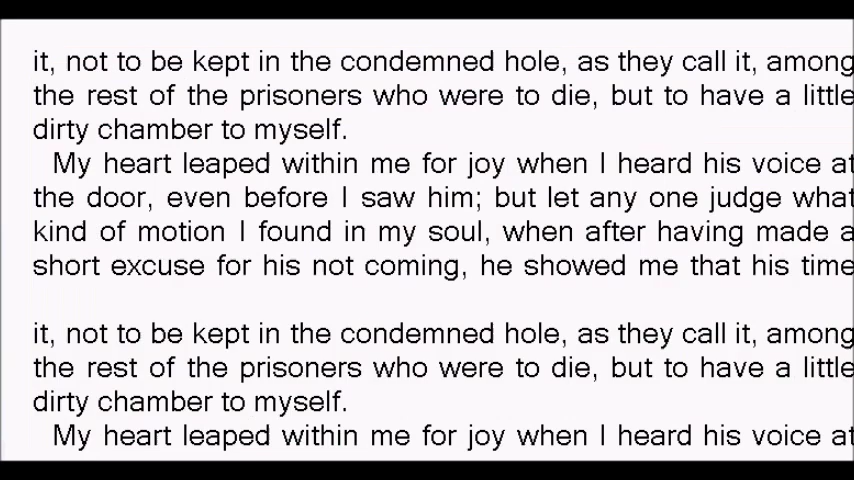 it, not to be kept in the condemned hole, as they call it, among
the rest of the prisoners who were to die, but to have a little
dirty chamber to myself.
My heart leaped within me for joy when I heard his voice at
the door, even before I saw him; but let any one judge what
kind of motion I found in my soul, when after having made a
short excuse for his not coming, he showed me that his time
it, not to be kept in the condemned hole, as they call it, among
the rest of the prisoners who were to die, but to have a little
dirty chamber to myself.
My heart leaped within me for joy when I heard his voice at